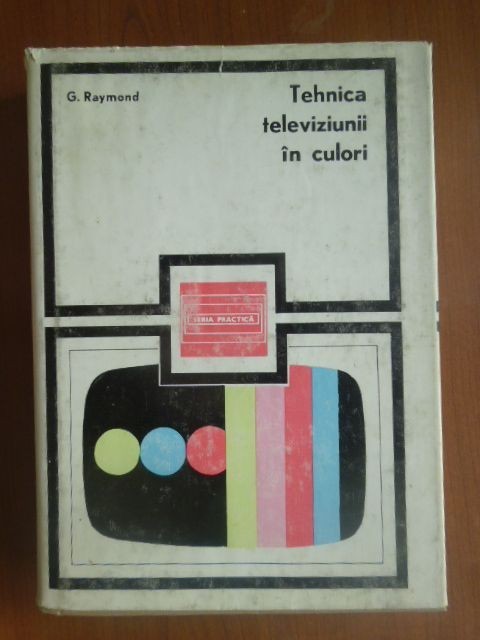 G. Raymond
Tehnica
televiziunii
în culori
SERIA PRACTICĂ